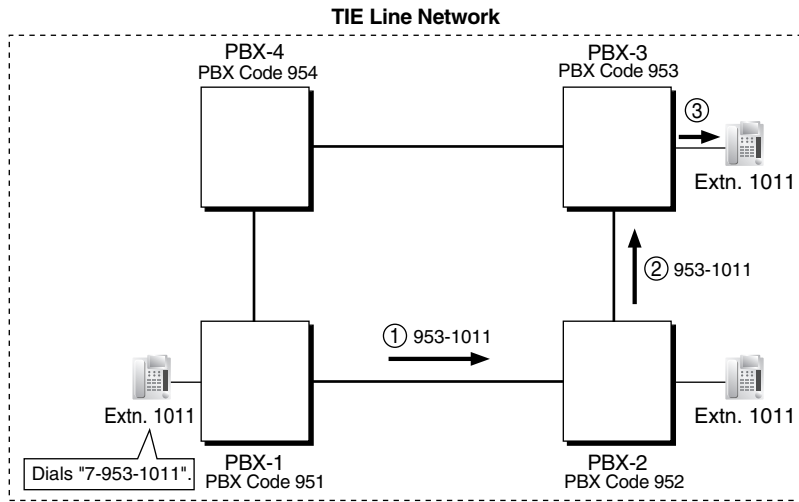 TIE Line Network
PBX-4
PBX Code 954
PBX-3
PBX Code 953
③
Extn. 1011
② 953-1011
① 953-1011
Extn. 1011
Extn. 1011
Dials "7-953-1011".
PBX-1
PBX Code 951
PBX-2
PBX Code 952